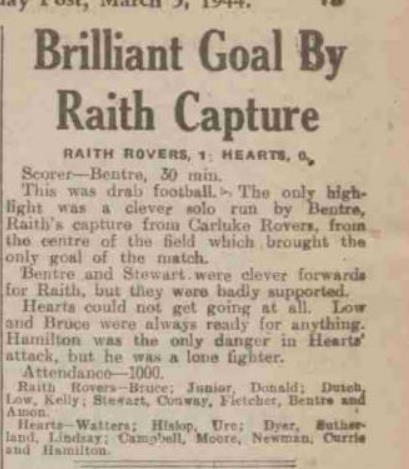 Post, March 5, 1944.
Brilliant Goal By
Raith Capture
RAITH ROVERS, 1; HEARTS, 0.
Scorer—Bentre, 30 min.
This was drab football. The only high-
light was a clever solo run by Bentre,
Raith's capture from Carluke Rovers, from
the centre of the field which brought the
only goal of the match.
Bentre and Stewart were clever forwards
for Raith, but they were badly supported.
Hearts could not get going at all. Low
and Bruce were always ready for anything.
Hamilton was the only danger in Hearts'
attack, but he was a lone fighter.
Attendance—1000.
Raith Rovers—Bruce; Junior, Donald; Dutch,
Low, Kelly; Stewart, Conway, Fletcher, Bentre and
Amon.
Hearts—Watters; Hislop, Ure; Dyer, Suther-
land, Lindsay; Campbell, Moore, Newman, Currie
and Hamilton.